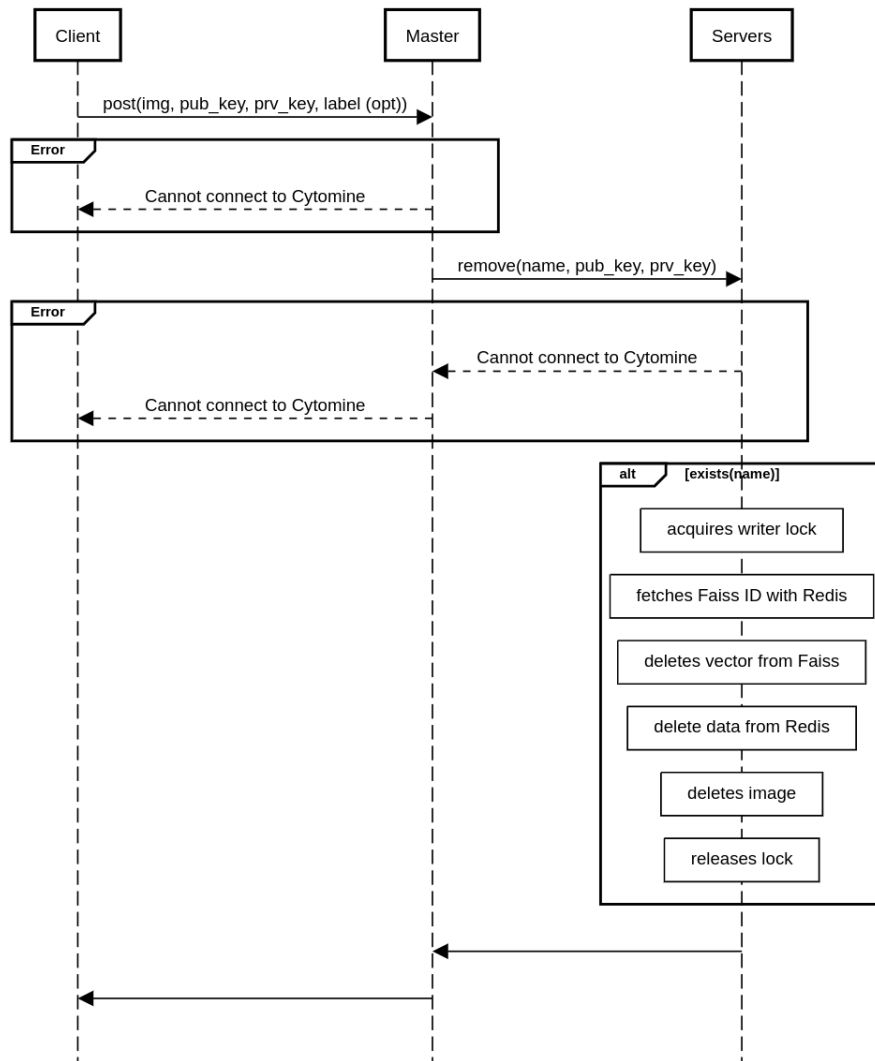 Client
Master
Servers
post(img, pub_key, prv_key, label (opt))
Error
Cannot connect to Cytomine
remove(name, pub_key, prv_key)
Error
Cannot connect to Cytomine
Cannot connect to Cytomine
alt
[exists(name)]
acquires writer lock
fetches Faiss ID with Redis
deletes vector from Faiss
delete data from Redis
deletes image
releases lock